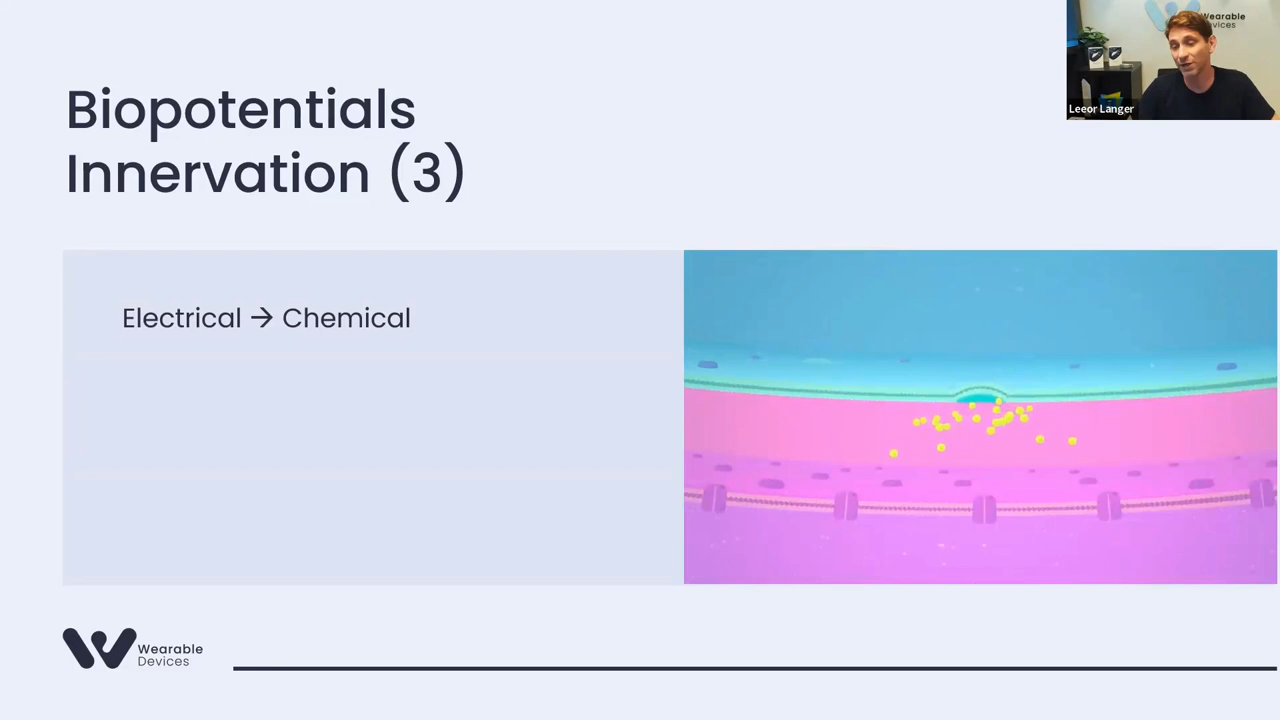 Biopotentials
Innervation (3)
Electrical → Chemical
Wearable
Devices
Leeor Langer
Wearable
Devices